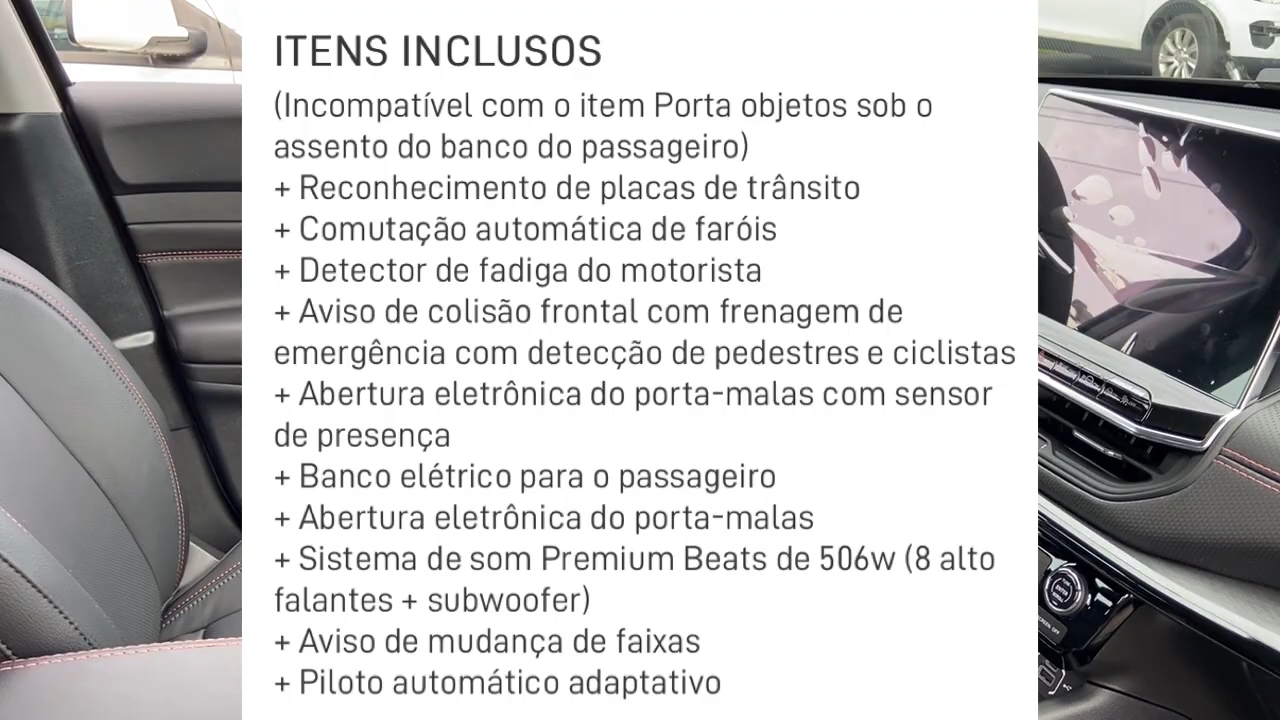 ITENS INCLUSOS
(Incompatível com o item Porta objetos sob o
assento do banco do passageiro)
+ Reconhecimento de placas de trânsito
+ Comutação automática de faróis
+ Detector de fadiga do motorista
+ Aviso de colisão frontal com frenagem de
emergência com detecção de pedestres e ciclistas
+ Abertura eletrônica do porta-malas com sensor
de presença
+ Banco elétrico para o passageiro
+ Abertura eletrônica do porta-malas
+ Sistema de som Premium Beats de 506w (8 alto
falantes + subwoofer)
+ Aviso de mudança de faixas
+ Piloto automático adaptativo
ENTER
SCREEN OFF